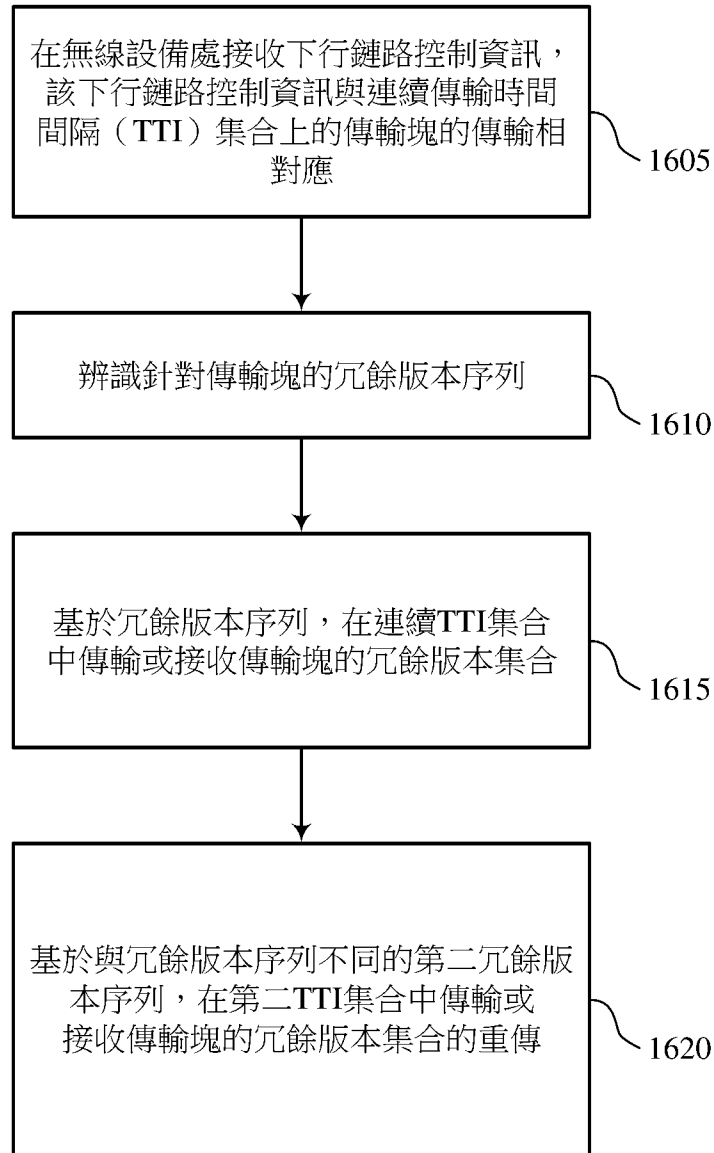 在無線設備處接收下行鏈路控制資訊，
該下行鏈路控制資訊與連續傳輸時間
間隔（TTI）集合上的傳輸塊的傳輸相
對應
1605
辨識針對傳輸塊的冗餘版本序列
1610
基於冗餘版本序列，在連續TTI集合
中傳輸或接收傳輸塊的冗餘版本集合
1615
基於與冗餘版本序列不同的第二冗餘版
本序列，在第二TTI集合中傳輸或
接收傳輸塊的冗餘版本集合的重傳
1620